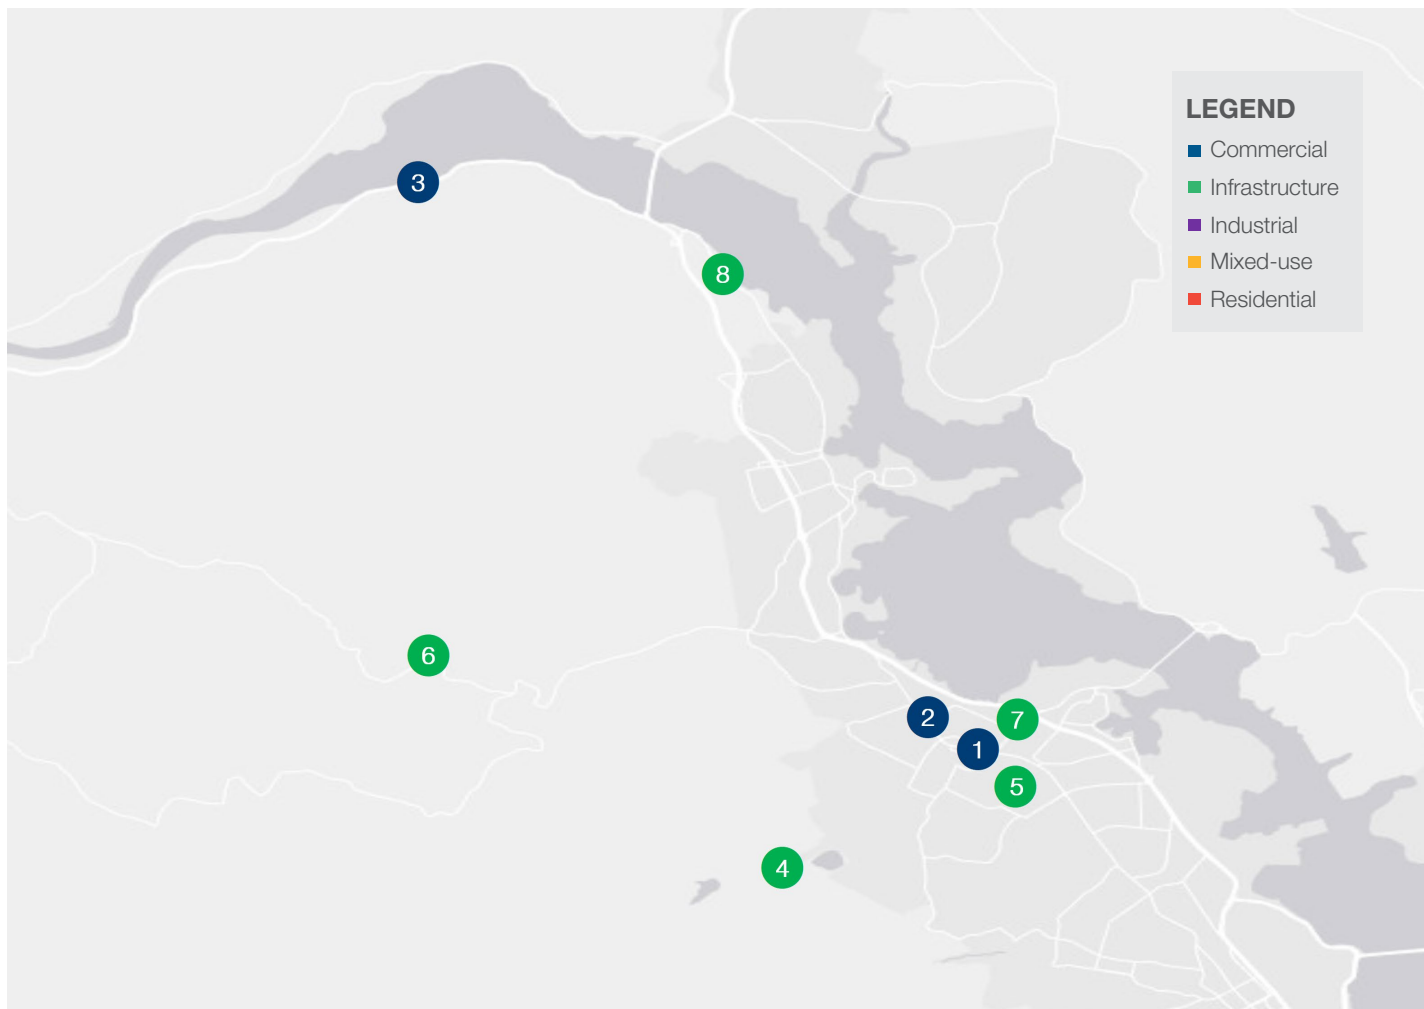 LEGEND
Commercial
Infrastructure
Industrial
Mixed-use
Residential
3
8
6
2
7
1
5
4